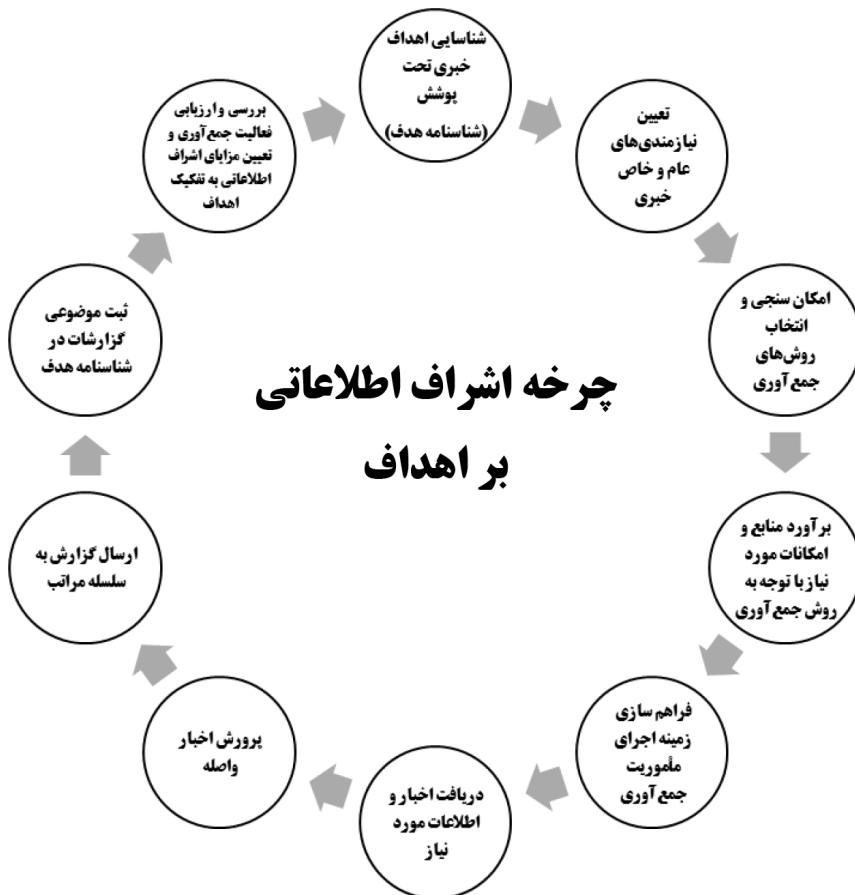 شناسایی اهداف
خبری تحت
پوشش
(شناسنامه هدف)
تعیین
نیازمندی‌های
عام و خاص
خبری
امکان سنجی و
انتخاب
روش‌های
جمع‌آوری
برآورد منابع و
امکانات مورد
نیاز با توجه به
روش جمع‌آوری
فراهم سازی
زمینه اجرای
مأموریت
جمع‌آوری
دریافت اخبار و
اطلاعات مورد
نیاز
پرورش اخبار
واصله
ارسال گزارش به
سلسله مراتب
ثبت موضوعی
گزارشات در
شناسنامه هدف
بررسی و ارزیابی
فعالیت جمع‌آوری و
تعیین مزایای اشراف
اطلاعاتی به تفکیک
اهداف
چرخه اشراف اطلاعاتی
بر اهداف